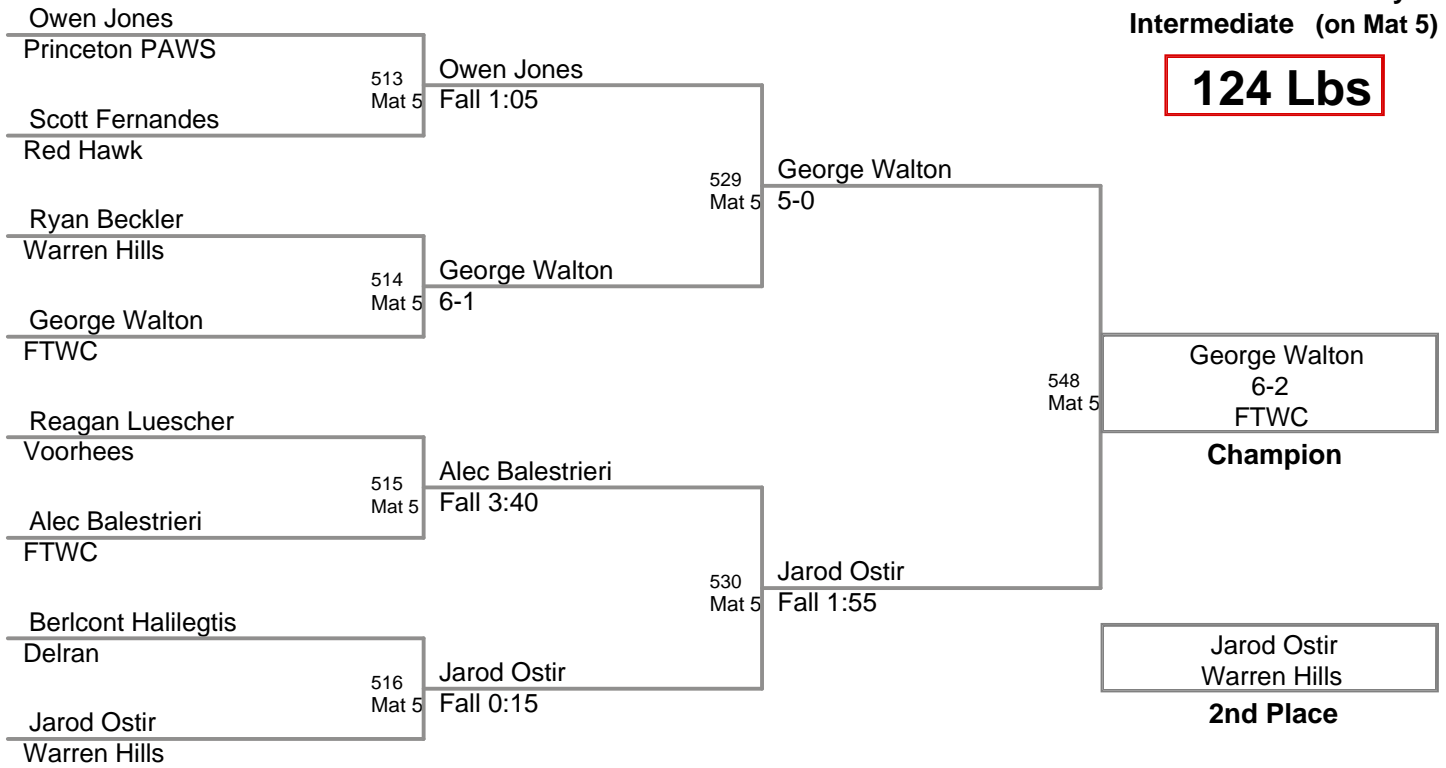 Intermediate (on Mat 5)
124 Lbs
Owen Jones
Princeton PAWS
513
Mat 5
Owen Jones
Fall 1:05
Scott Fernandes
Red Hawk
529
Mat 5
George Walton
5-0
Ryan Beckler
Warren Hills
514
Mat 5
George Walton
6-1
George Walton
FTWC
548
Mat 5
George Walton
6-2
FTWC
Champion
Reagan Luescher
Voorhees
515
Mat 5
Alec Balestrieri
Fall 3:40
Alec Balestrieri
FTWC
530
Mat 5
Jarod Ostir
Fall 1:55
Berlcont Halilegtis
Delran
516
Mat 5
Jarod Ostir
Fall 0:15
Jarod Ostir
Warren Hills
Jarod Ostir
Warren Hills
2nd Place